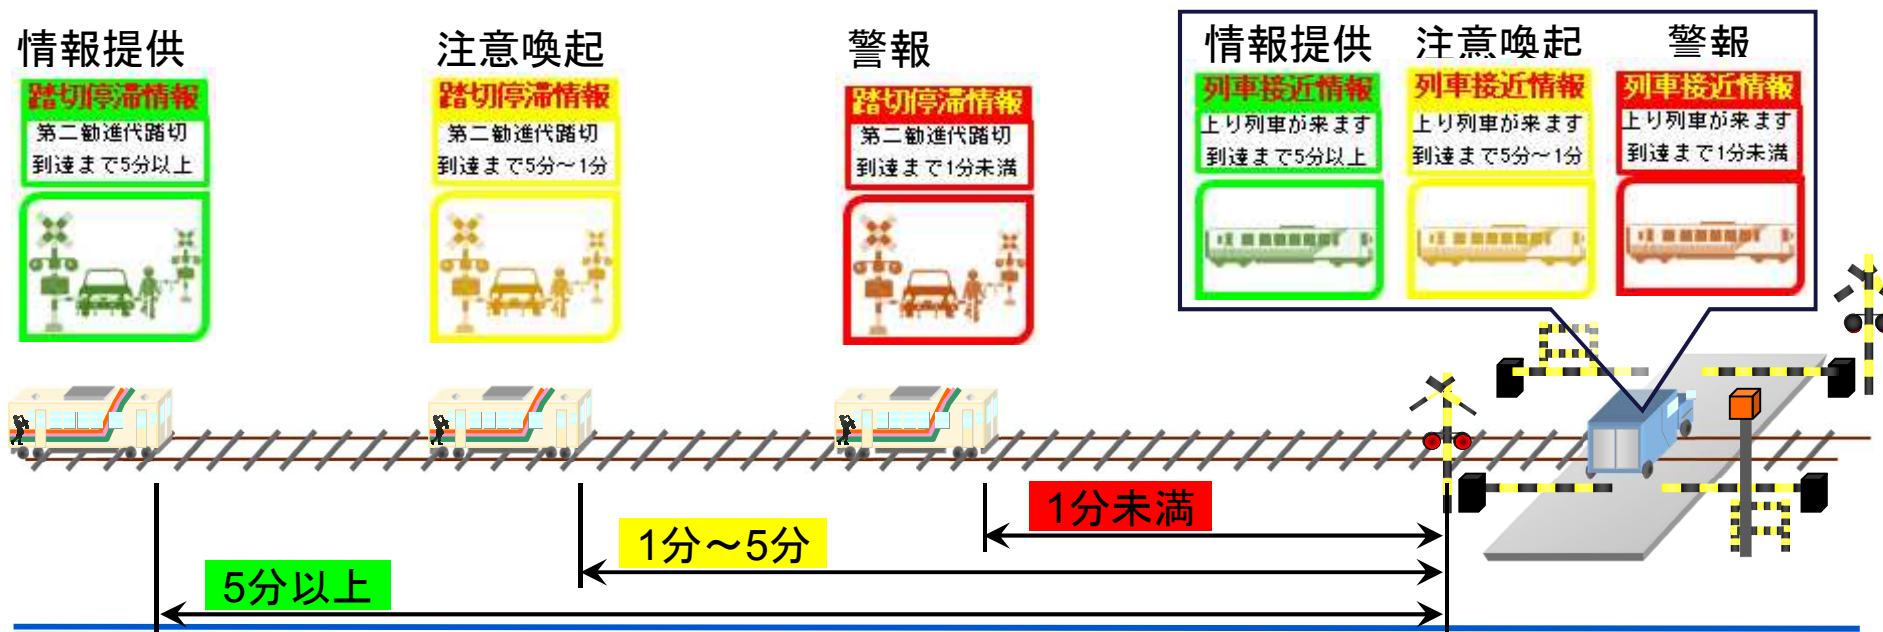 情報提供
踏切停滞情報
第二勧進代踏切
到達まで5分以上
注意喚起
踏切停滞情報
第二勧進代踏切
到達まで5分～1分
警報
踏切停滞情報
第二勧進代踏切
到達まで1分未満
情報提供
列車接近情報
上り列車が来ます
到達まで5分以上
注意喚起
列車接近情報
上り列車が来ます
到達まで5分～1分
警報
列車接近情報
上り列車が来ます
到達まで1分未満
1分未満
1分～5分
5分以上